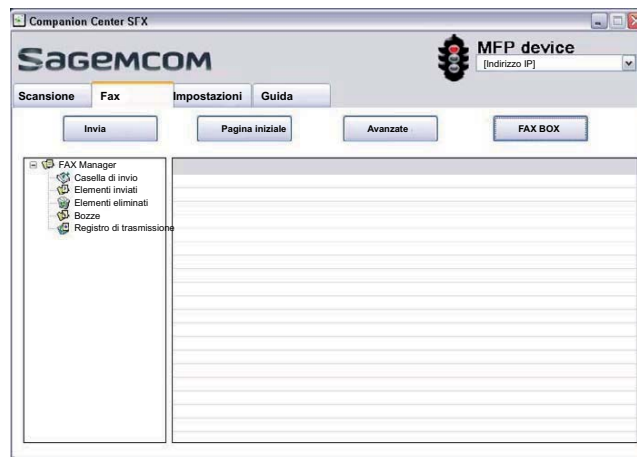 Companion Center SFX
Sagemcom
MFP device
[Indirizzo IP]
Scansione Fax Impostazioni Guida
Invia Pagina iniziale Avanzate FAX BOX
FAX Manager
Casella di invio
Elementi inviati
Elementi eliminati
Bozze
Registro di trasmissione